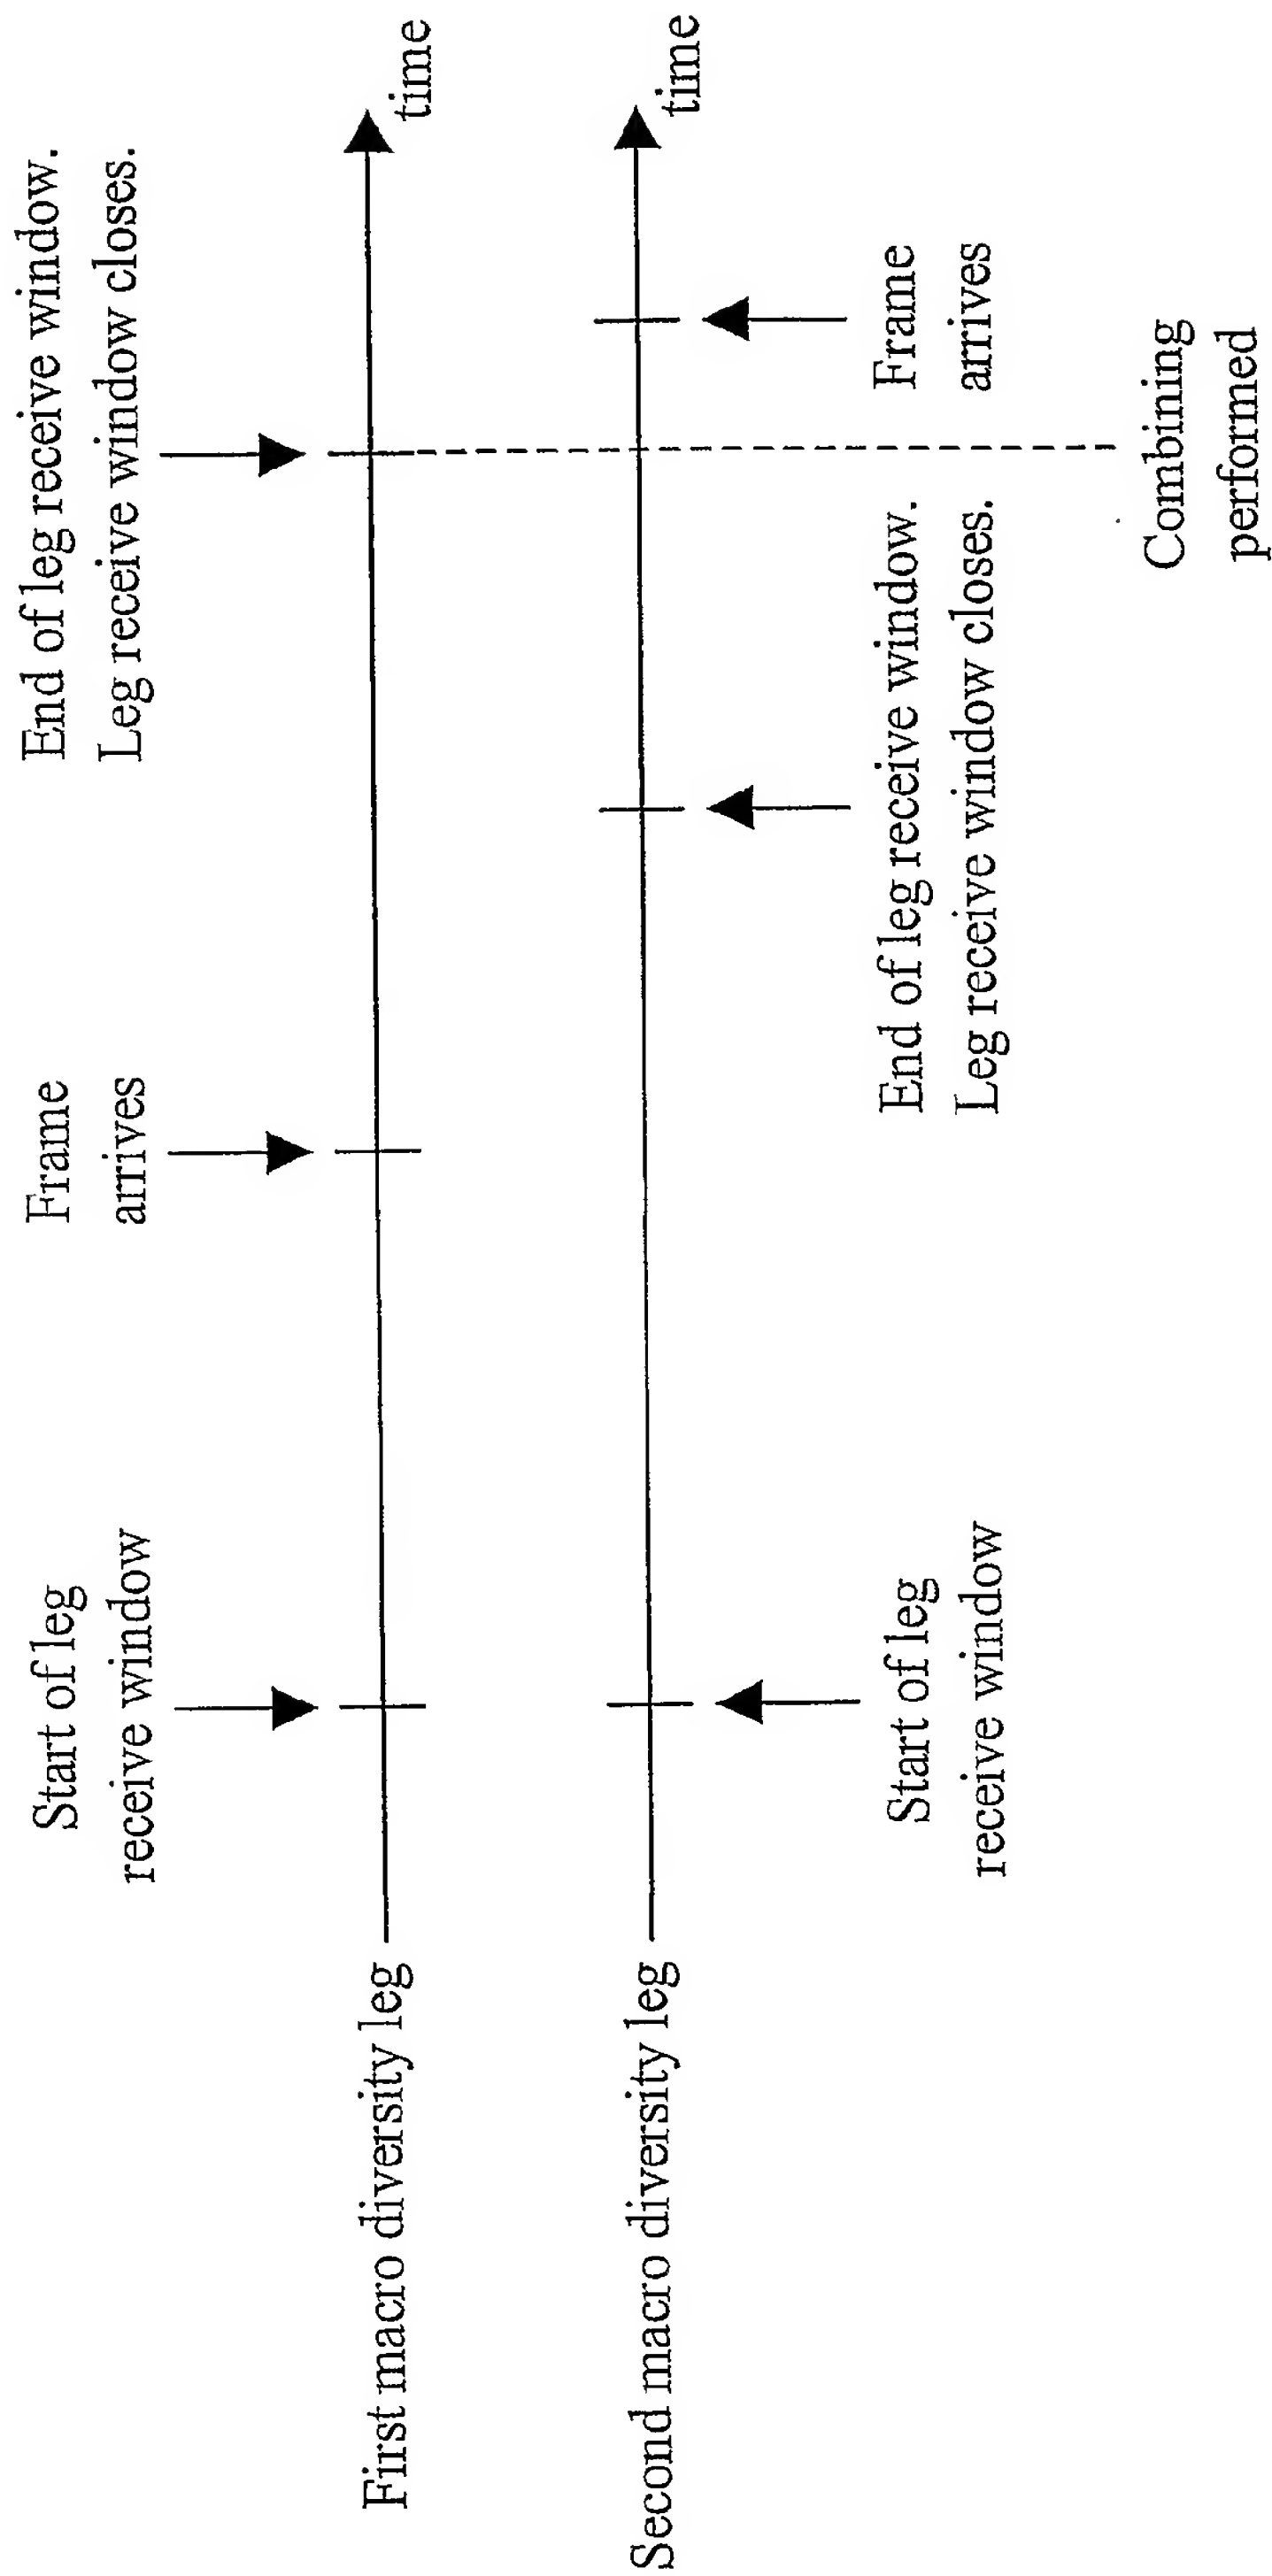 Start of leg
receive window
Frame
arrives
End of leg receive window.
Leg receive window closes.
First macro diversity leg
time
Second macro diversity leg
time
Start of leg
receive window
End of leg receive window.
Leg receive window closes.
Frame
arrives
Combining
performed